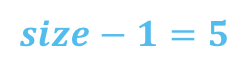 size − 1 = 5